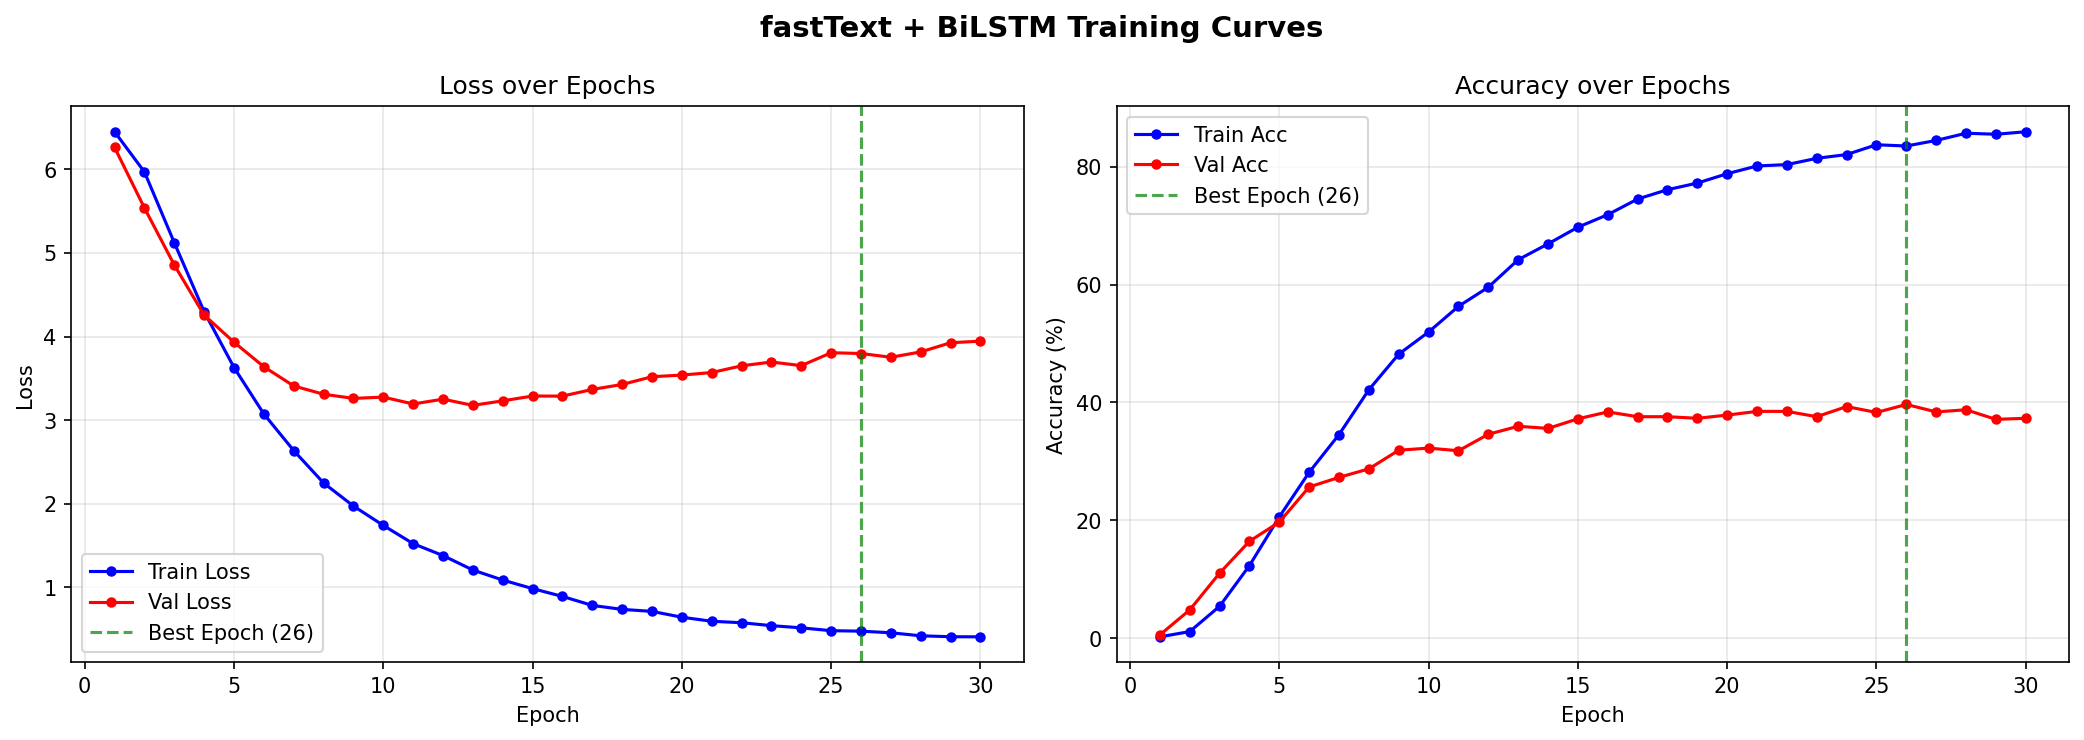 fastText + BiLSTM Training Curves
Loss over Epochs
Loss
6
5
4
3
2
1
Train Loss
Val Loss
Best Epoch (26)
0 5 10 15 20 25 30
Epoch
Accuracy over Epochs
Accuracy (%)
80
60
40
20
0
Train Acc
Val Acc
Best Epoch (26)
0 5 10 15 20 25 30
Epoch